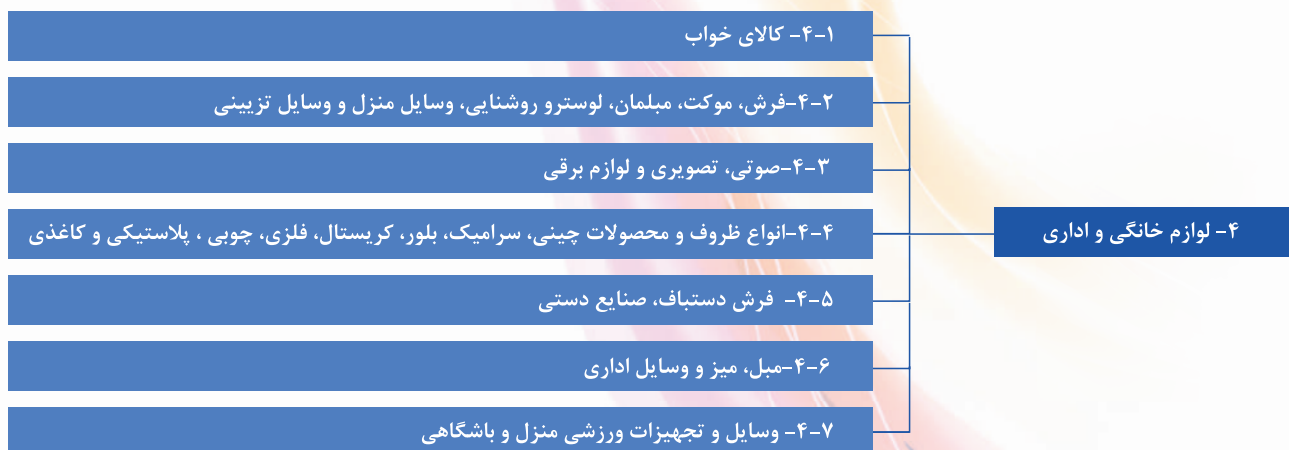 ۴- لوازم خانگی و اداری
۴-۱- کالای خواب
۴-۲-فرش، موکت، مبلمان، لوسترو روشنایی، وسایل منزل و وسایل تزیینی
۴-۳-صوتی، تصویری و لوازم برقی
۴-۴-انواع ظروف و محصولات چینی، سرامیک، بلور، کریستال، فلزی، چوبی ، پلاستیکی و کاغذی
۴-۵- فرش دستباف، صنایع دستی
۴-۶-مبل، میز و وسایل اداری
۴-۷- وسایل و تجهیزات ورزشی منزل و باشگاهی